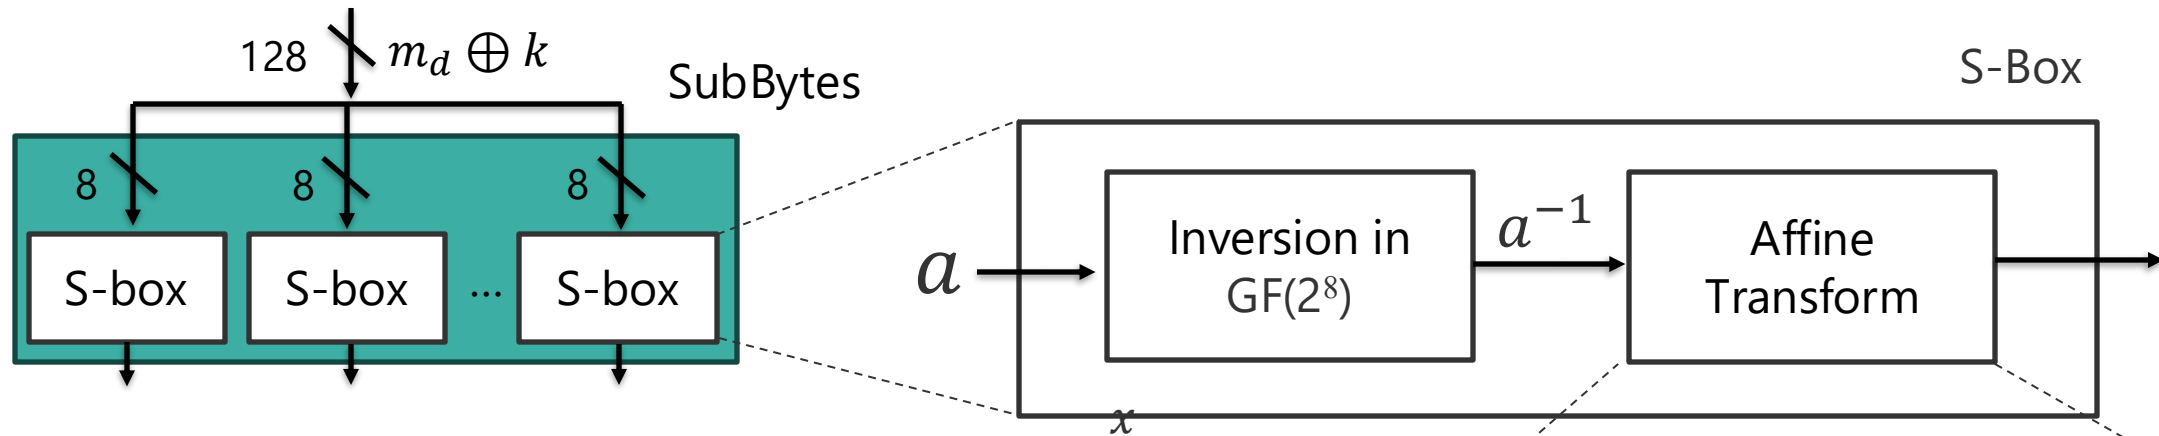 128 m_d ⊕ k
SubBytes
S-Box
8 8 8
S-box S-box ... S-box
a
Inversion in
GF(2⁸)
a⁻¹
Affine
Transform
x